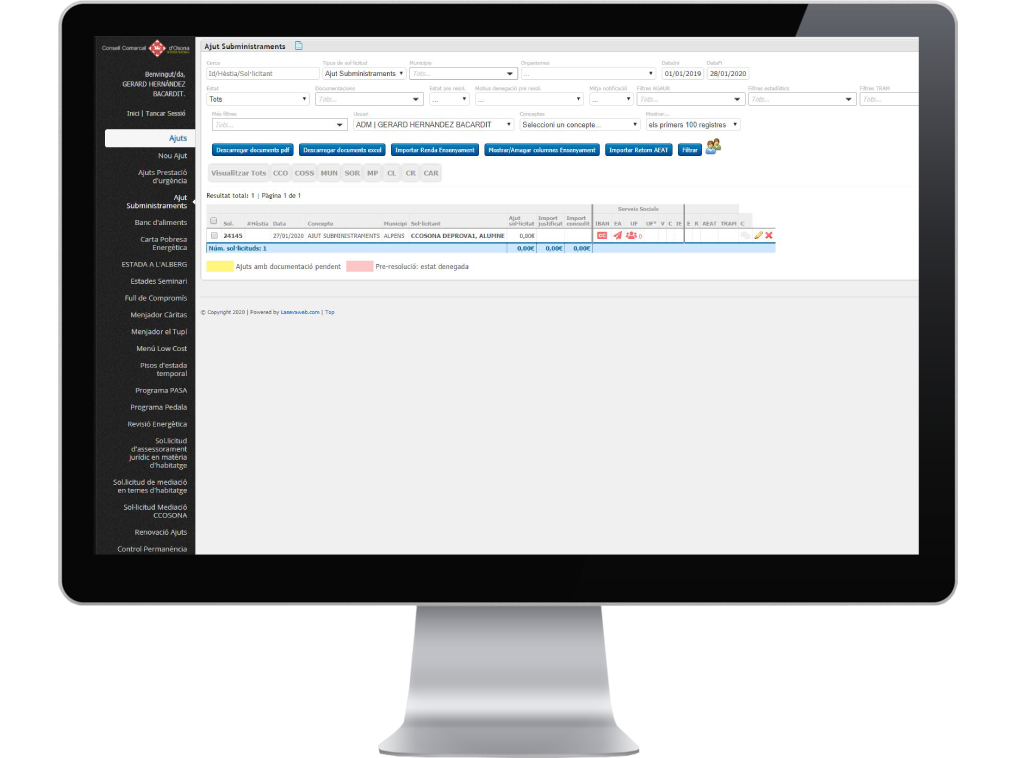 Consell Comarcal d'Osona
Benvingut/da,
GERARD HERNÁNDEZ
BACARDIT.
Inici | Tancar Sessió
Ajuts
Nou Ajut
Ajuts Prestació
d'urgència
Ajut
Subministraments
Banc d'aliments
Carta Pobresa
Energètica
ESTADA A L'ALBERG
Estades Seminari
Full de Compromís
Menjador Càritas
Menjador el Tupí
Menú Low Cost
Pisos d'estada
temporal
Programa PASA
Programa Pedala
Revisió Energètica
Sol.licitud
d'assessorament
jurídic en matèria
d'habitatge
Sol.licitud de mediació
en temes d'habitatge
Sol·licitud Mediació
CCOSONA
Renovació Ajuts
Control Permanència
Ajut Subministraments
Cerca Tipus de sol·licitud Municipis Organismes DataIni DataFi
Id/Hèstia/Sol·licitant Ajut Subministraments Tots... ... 01/01/2019 28/01/2020
Estat Documentacions Estat pre resol. Motius denegació pre resol. Mitja notificació Filtres AGAUR Filtres estadístics Filtres TRAM
Tots Tots... ... ... ... Tots... Tots... Tots...
Més filtres Usuari Conceptes Mostrar...
Tots... ADM | GERARD HERNÁNDEZ BACARDIT Seleccioni un concepte... els primers 100 registres
Descarregar documents pdf Descarregar documents excel Importar Renda Ensenyament Mostrar/Amagar columnes Ensenyament Importar Retorn AEAT Filtrar
Visualitzar Tots CCO COSS MUN SOR MP CL CR CAR
Resultat total: 1 | Pàgina 1 de 1
Serveis Socials
Sol. #Hèstia Data Concepte Municipi Sol·licitant Ajut sol·licitat Import justificat Import concedit IBAN EA UF UF* V C IE E R AEAT TRAM C
24145 27/01/2020 AJUT SUBMINISTRAMENTS ALPENS CCOSONA DEPROVA1, ALUMNE 0,00€ 0
Núm. sol·licituds: 1 0,00€ 0,00€ 0,00€
Ajuts amb documentació pendent Pre-resolució: estat denegada
© Copyright 2020 | Powered by Lasevaweb.com | Top